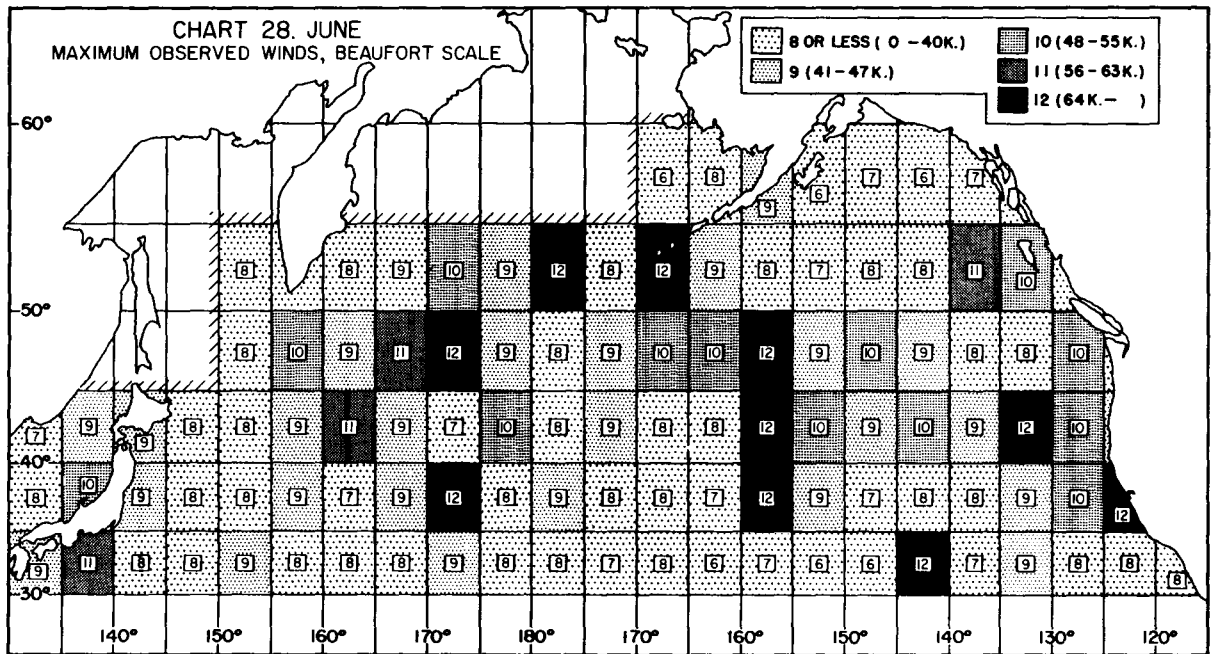 CHART 28. JUNE
MAXIMUM OBSERVED WINDS, BEAUFORT SCALE
8 OR LESS ( 0 -40K.)
9 (41-47K.)
10 (48-55K.)
11 (56-63K.)
12 (64K.- )
60°
6 8 9 6 7 6 7
8 8 8 9 10 9 12 8 12 9 8 7 8 8 11 10
50°
8 10 9 11 12 9 8 9 10 10 12 9 10 9 8 8 10
7 9 9 8 8 9 11 9 7 10 8 9 8 8 12 10 9 10 9 12 10
40°
8 10 9 8 8 9 7 9 12 8 9 8 8 7 12 9 7 8 8 9 10 12
9 11 8 8 9 8 8 8 9 8 8 7 8 6 7 6 6 12 7 9 8 8 8
30°
140° 150° 160° 170° 180° 170° 160° 150° 140° 130° 120°